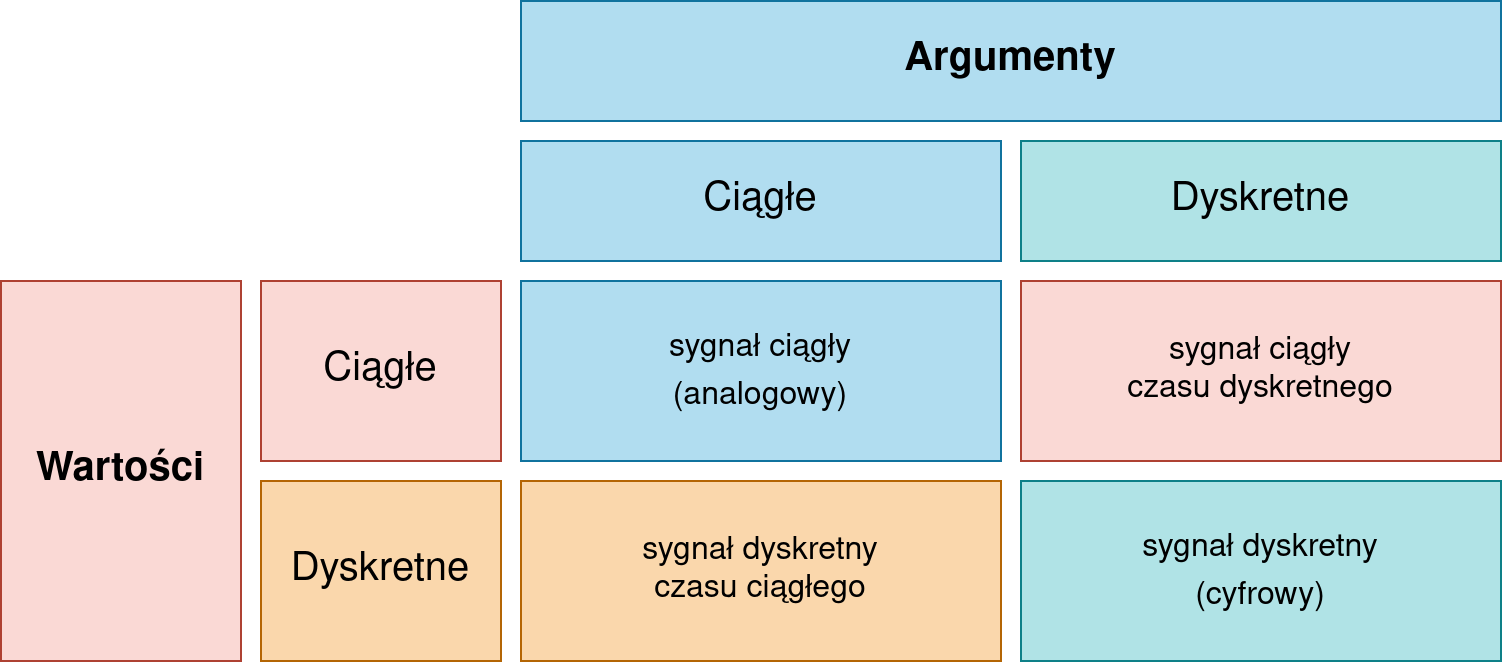 Argumenty
Ciągłe
Dyskretne
Wartości
Ciągłe
sygnał ciągły
(analogowy)
sygnał ciągły
czasu dyskretnego
Dyskretne
sygnał dyskretny
czasu ciągłego
sygnał dyskretny
(cyfrowy)